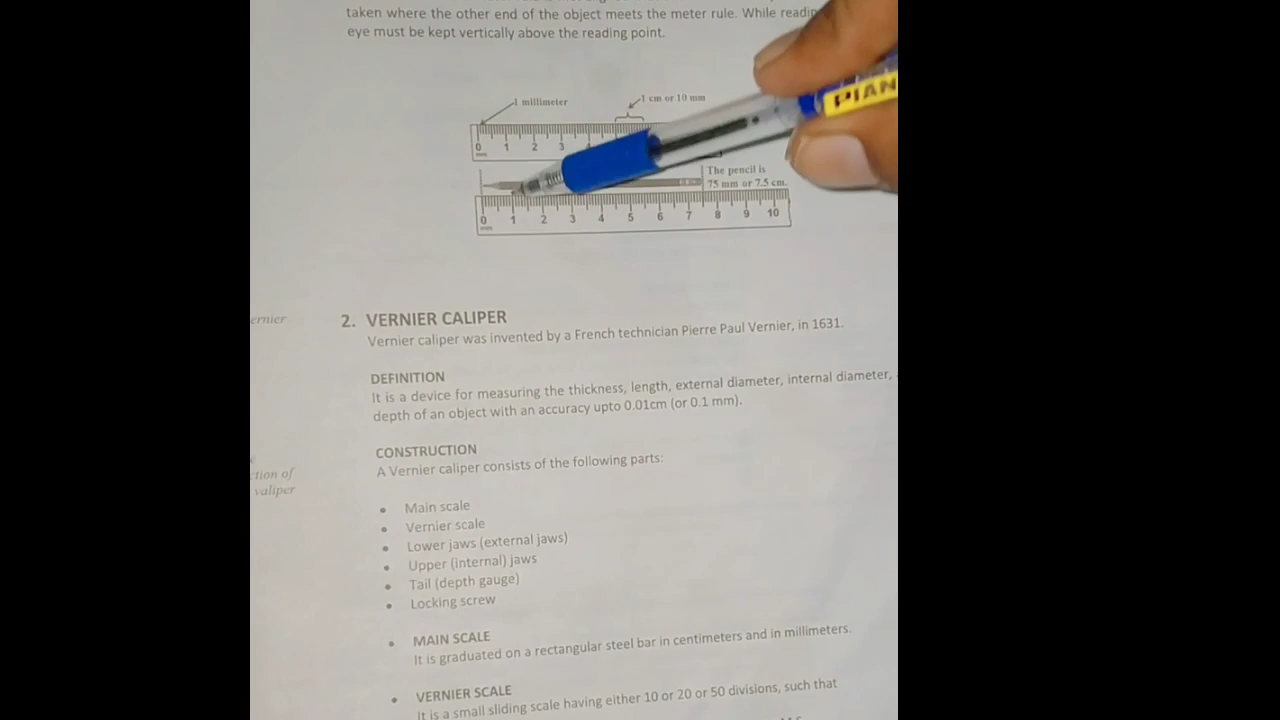 taken where the other end of the object meets the meter rule. While
eye must be kept vertically above the reading point.
1 millimeter
1 cm or 10 mm
0 1 2 3
mm
The pencil is
75 mm or 7.5 cm.
0 1 2 3 4 5 6 7 8 9 10
mm
PIAN
ernier
2. VERNIER CALIPER
Vernier caliper was invented by a French technician Pierre Paul Vernier, in 1631.
DEFINITION
It is a device for measuring the thickness, length, external diameter, internal diameter,
depth of an object with an accuracy upto 0.01cm (or 0.1 mm).
CONSTRUCTION
A Vernier caliper consists of the following parts:
ction of
valiper
• Main scale
• Vernier scale
• Lower jaws (external jaws)
• Upper (internal) jaws
• Tail (depth gauge)
• Locking screw
• MAIN SCALE
It is graduated on a rectangular steel bar in centimeters and in millimeters.
• VERNIER SCALE
It is a small sliding scale having either 10 or 20 or 50 divisions, such that